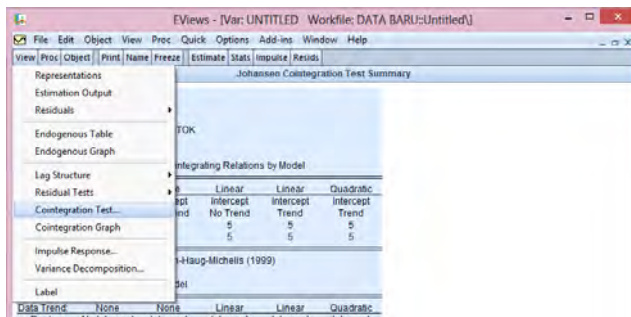 EViews - [Var: UNTITLED Workfile: DATA BARU::Untitled\]
File Edit Object View Proc Quick Options Add-ins Window Help
View Proc Object Print Name Freeze Estimate Stats Impulse Resids
Johansen Cointegration Test Summary
Representations
Estimation Output
Residuals
Endogenous Table
Endogenous Graph
Lag Structure
Residual Tests
Cointegration Test...
Cointegration Graph
Impulse Response...
Variance Decomposition...
Label
TOK
integrating Relations by Model
Linear Linear Quadratic
Intercept Intercept Intercept
No Trend Trend Trend
5 5 5
5 5 5
n-Haug-Michelis (1999)
del
Data Trend: None None Linear Linear Quadratic